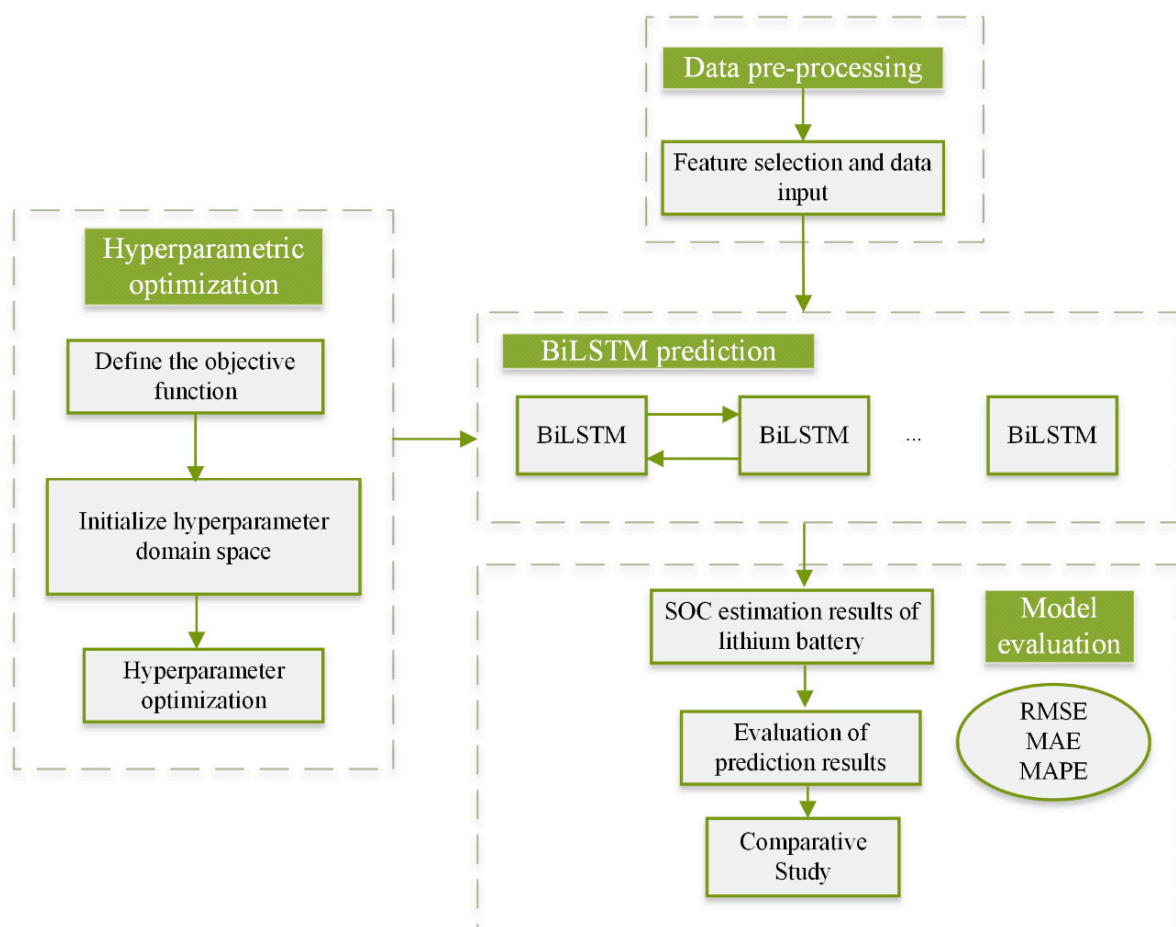 Data pre-processing
Feature selection and data
input
Hyperparametric
optimization
Define the objective
function
Initialize hyperparameter
domain space
Hyperparameter
optimization
BiLSTM prediction
BiLSTM
BiLSTM
...
BiLSTM
SOC estimation results of
lithium battery
Evaluation of
prediction results
Comparative
Study
Model
evaluation
RMSE
MAE
MAPE